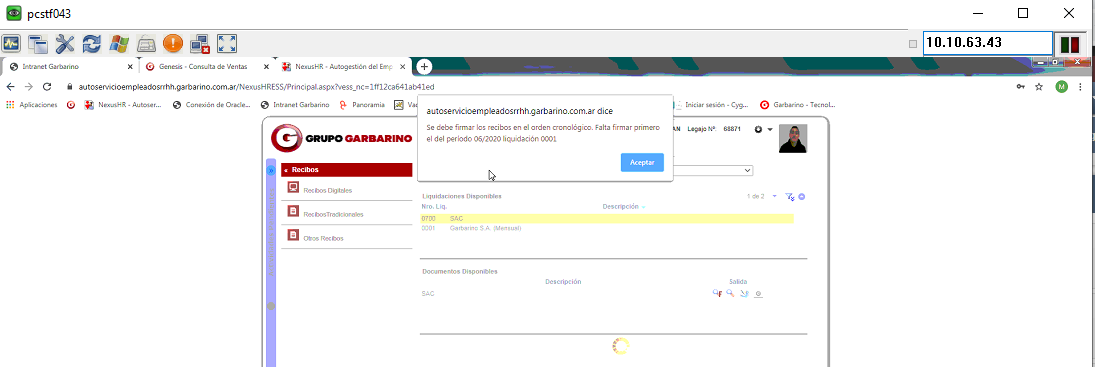 pcstf043
10.10.63.43
Intranet Garbarino
Genesis - Consulta de Ventas
NexusHR - Autogestión del Emp
autoservicioempleadosrrhh.garbarino.com.ar/NexusHRESS/Principal.aspx?vess_nc=1ff12ca641ab41ed
Aplicaciones
NexusHR - Autoser...
Conexión de Oracle...
Intranet Garbarino
Panoramia
Iniciar sesión - Cyg...
Garbarino - Tecnol...
M
autoservicioempleadosrrhh.garbarino.com.ar dice
Se debe firmar los recibos en el orden cronológico. Falta firmar primero
el del período 06/2020 liquidación 0001
Aceptar
GRUPO GARBARINO
AN Legajo Nº: 68871
« Recibos
Recibos Digitales
RecibosTradicionales
Otros Recibos
Liquidaciones Disponibles
1 de 2
Nro. Liq. Descripción
0700 SAC
0001 Garbarino S.A. (Mensual)
Documentos Disponibles
Descripción Salida
SAC